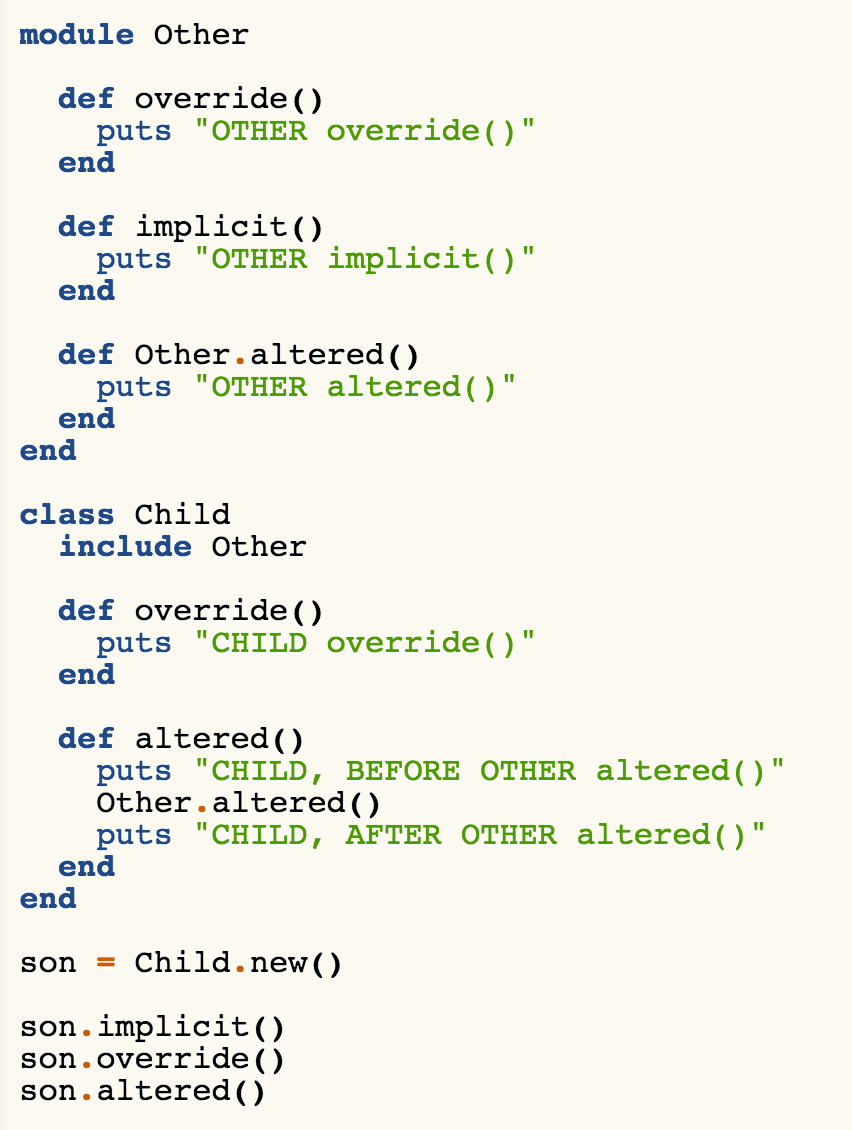 module Other

  def override()
    puts "OTHER override()"
  end

  def implicit()
    puts "OTHER implicit()"
  end

  def Other.altered()
    puts "OTHER altered()"
  end
end

class Child
  include Other

  def override()
    puts "CHILD override()"
  end

  def altered()
    puts "CHILD, BEFORE OTHER altered()"
    Other.altered()
    puts "CHILD, AFTER OTHER altered()"
  end
end

son = Child.new()

son.implicit()
son.override()
son.altered()